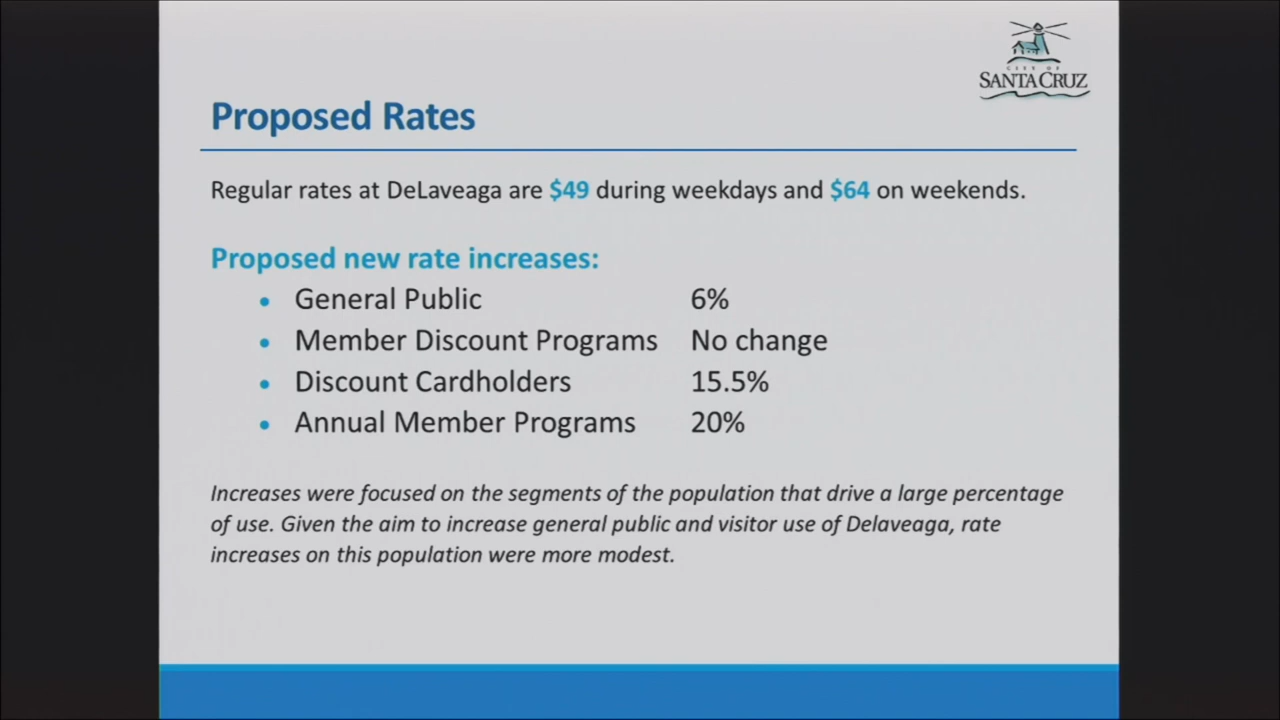 CITY OF
SANTA CRUZ
Proposed Rates
Regular rates at DeLaveaga are $49 during weekdays and $64 on weekends.
Proposed new rate increases:
• General Public 6%
• Member Discount Programs No change
• Discount Cardholders 15.5%
• Annual Member Programs 20%
Increases were focused on the segments of the population that drive a large percentage
of use. Given the aim to increase general public and visitor use of Delaveaga, rate
increases on this population were more modest.